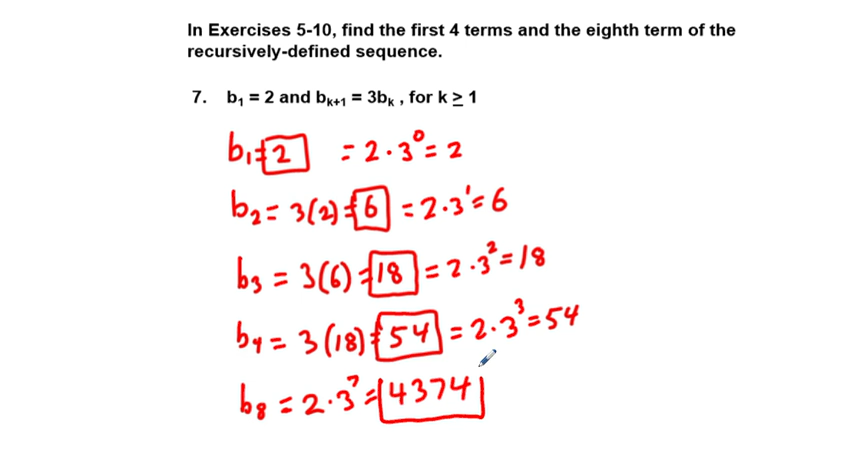 In Exercises 5-10, find the first 4 terms and the eighth term of the
recursively-defined sequence.
7. b₁ = 2 and bₖ₊₁ = 3bₖ , for k ≥ 1
b₁ = 2 = 2 · 3⁰ = 2
b₂ = 3(2) = 6 = 2 · 3¹ = 6
b₃ = 3(6) = 18 = 2 · 3² = 18
b₄ = 3(18) = 54 = 2 · 3³ = 54
b₈ = 2 · 3⁷ = 4374